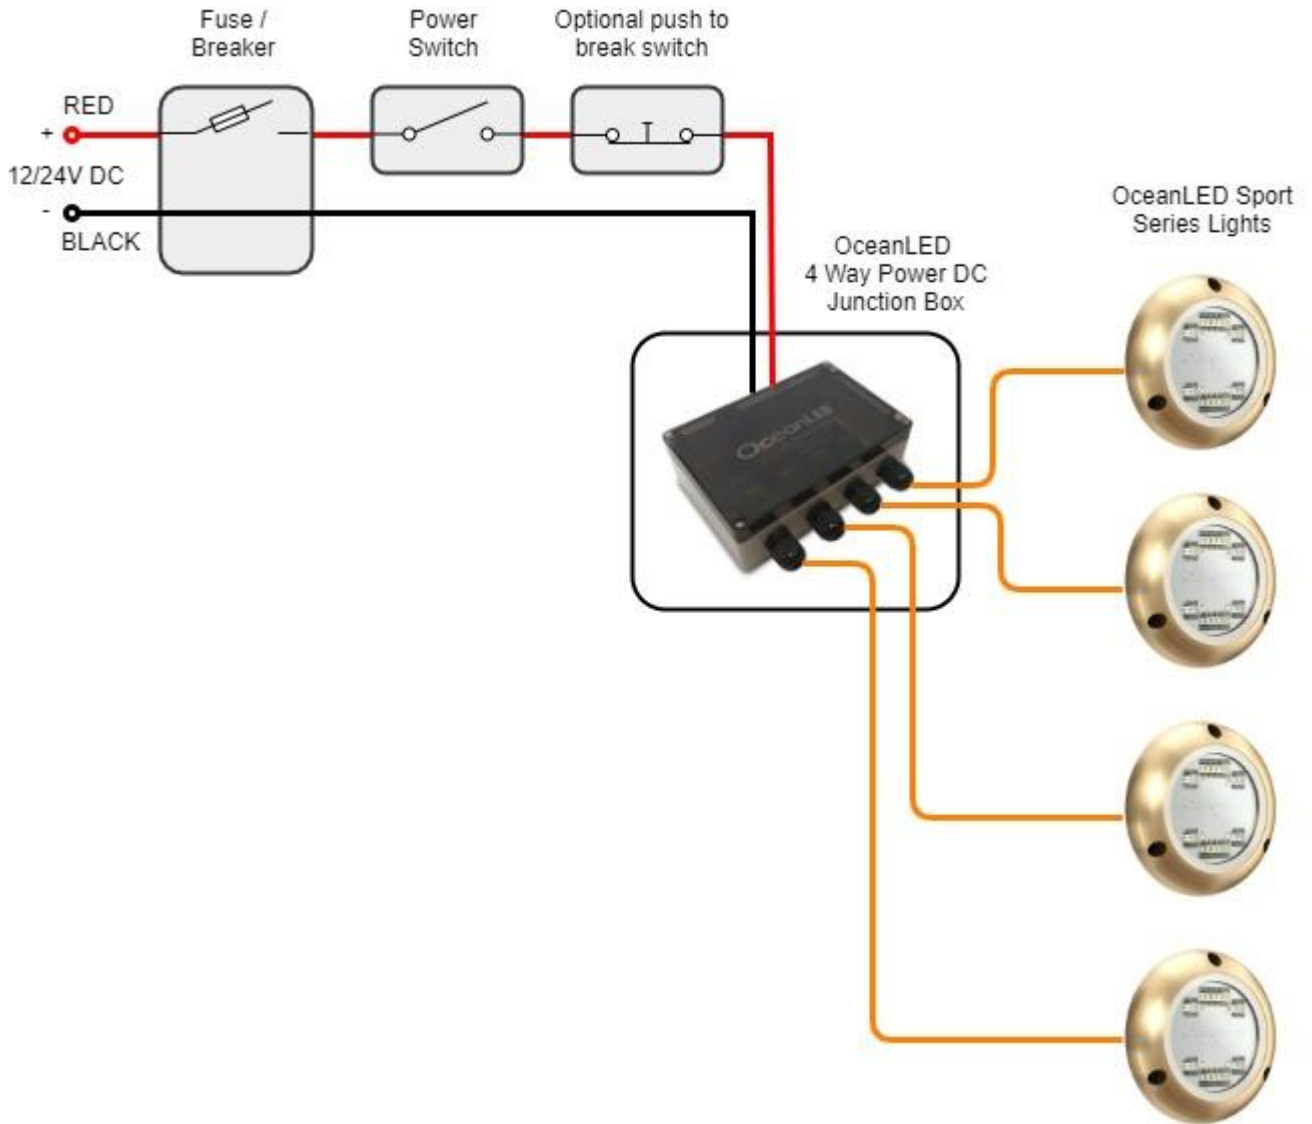 Fuse /
Breaker
Power
Switch
Optional push to
break switch
RED
+
12/24V DC
-
BLACK
OceanLED Sport
Series Lights
OceanLED
4 Way Power DC
Junction Box
OceanLED